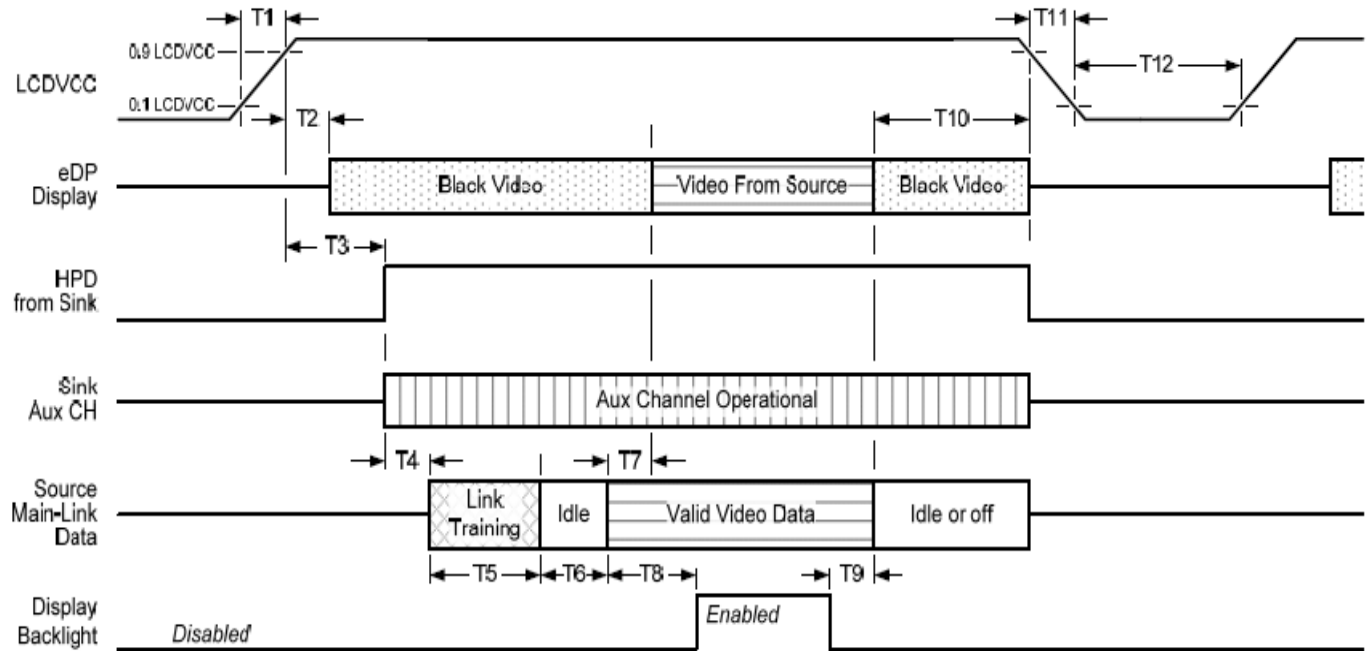 T1
T11
0.9 LCDVCC
LCDVCC
T12
0.1 LCDVCC
T2
T10
eDP
Display
Black Video
Video From Source
Black Video
T3
HPD
from Sink
Sink
Aux CH
Aux Channel Operational
T4
T7
Source
Main-Link
Data
Link
Training
Idle
Valid Video Data
Idle or off
T5
T6
T8
T9
Display
Backlight
Disabled
Enabled